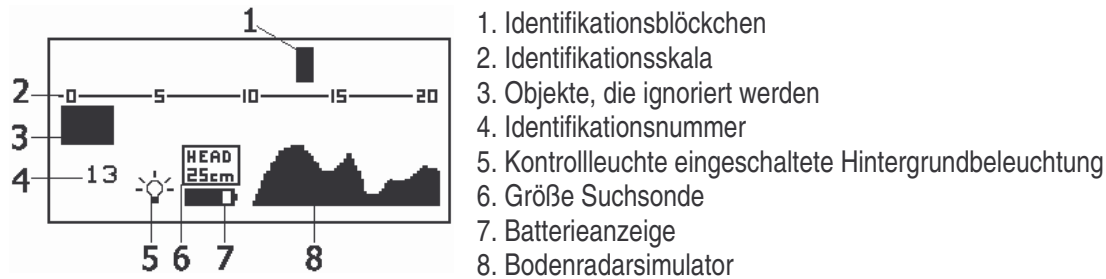 1
1. Identifikationsblöckchen
2. Identifikationsskala
3. Objekte, die ignoriert werden
4. Identifikationsnummer
5. Kontrollleuchte eingeschaltete Hintergrundbeleuchtung
6. Größe Suchsonde
7. Batterieanzeige
8. Bodenradarsimulator
2 0 5 10 15 20
3
4 13
HEAD
25cm
5 6 7 8